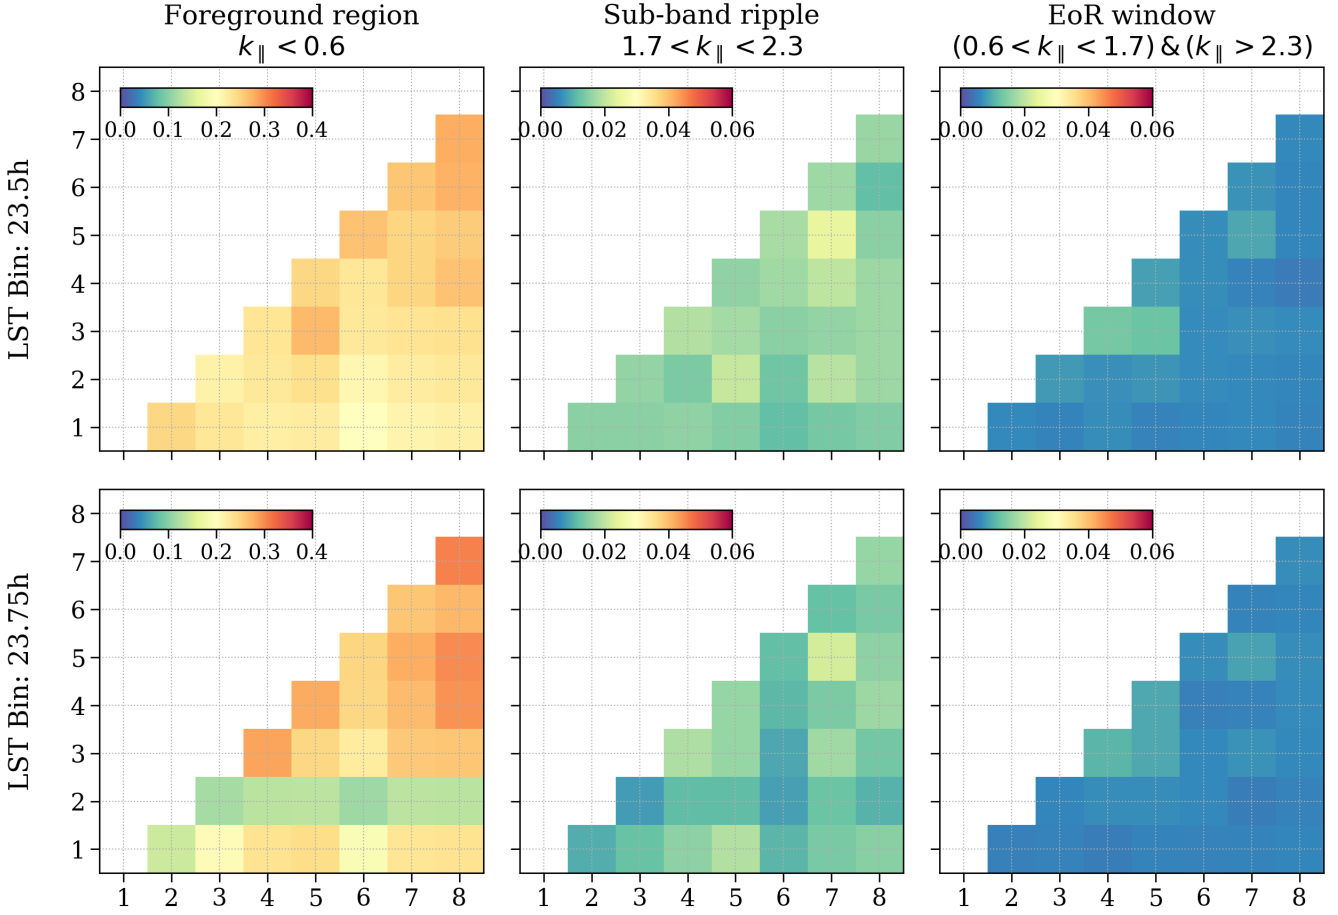 Foreground region
k∥ < 0.6
Sub-band ripple
1.7 < k∥ < 2.3
EoR window
(0.6 < k∥ < 1.7) & (k∥ > 2.3)
LST Bin: 23.5h
8
7
6
5
4
3
2
1
0.0 0.1 0.2 0.3 0.4
0.00 0.02 0.04 0.06
0.00 0.02 0.04 0.06
LST Bin: 23.75h
8
7
6
5
4
3
2
1
0.0 0.1 0.2 0.3 0.4
0.00 0.02 0.04 0.06
0.00 0.02 0.04 0.06
1 2 3 4 5 6 7 8
1 2 3 4 5 6 7 8
1 2 3 4 5 6 7 8